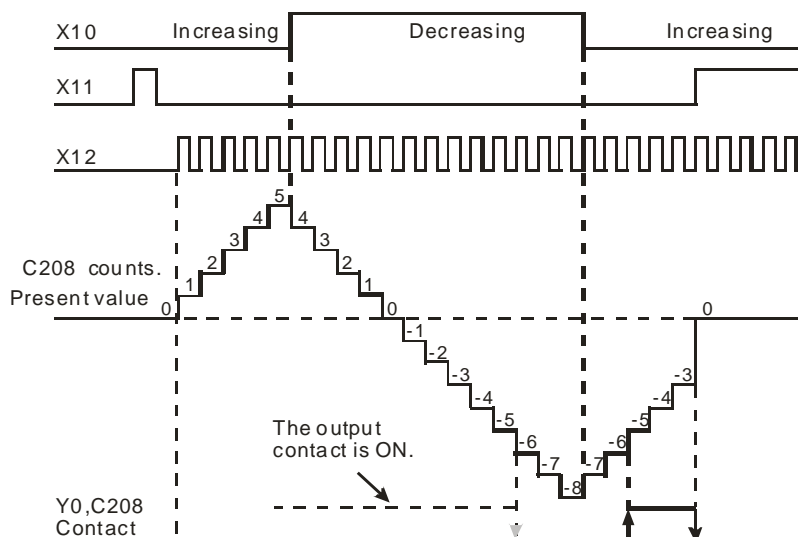 X10 Increasing Decreasing Increasing
X11
X12
5
4 4
3 3
2 2
1 1
0 0 0
-1
-2
-3 -3
-4 -4
-5 -5
-6 -6
-7 -7
-8
C208 counts.
Present value
The output
contact is ON.
Y0,C208
Contact